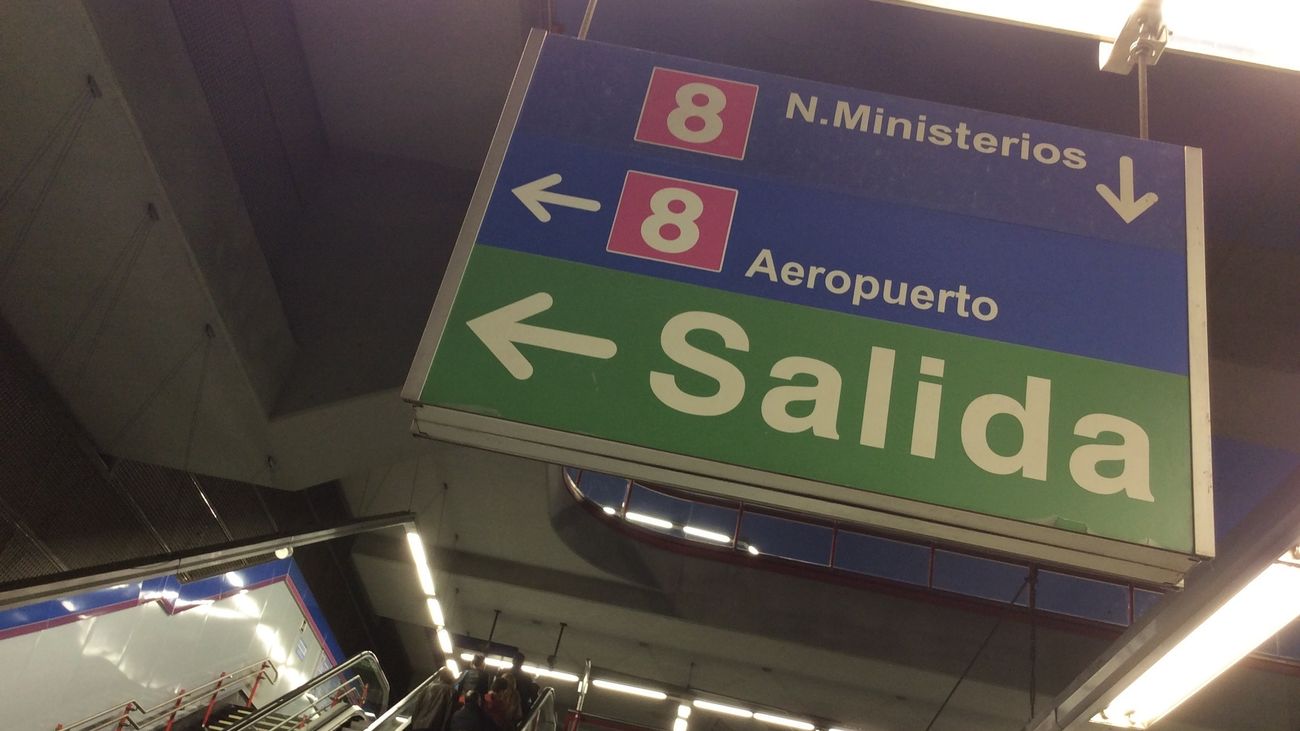 8 N.Ministerios
8 Aeropuerto
Salida